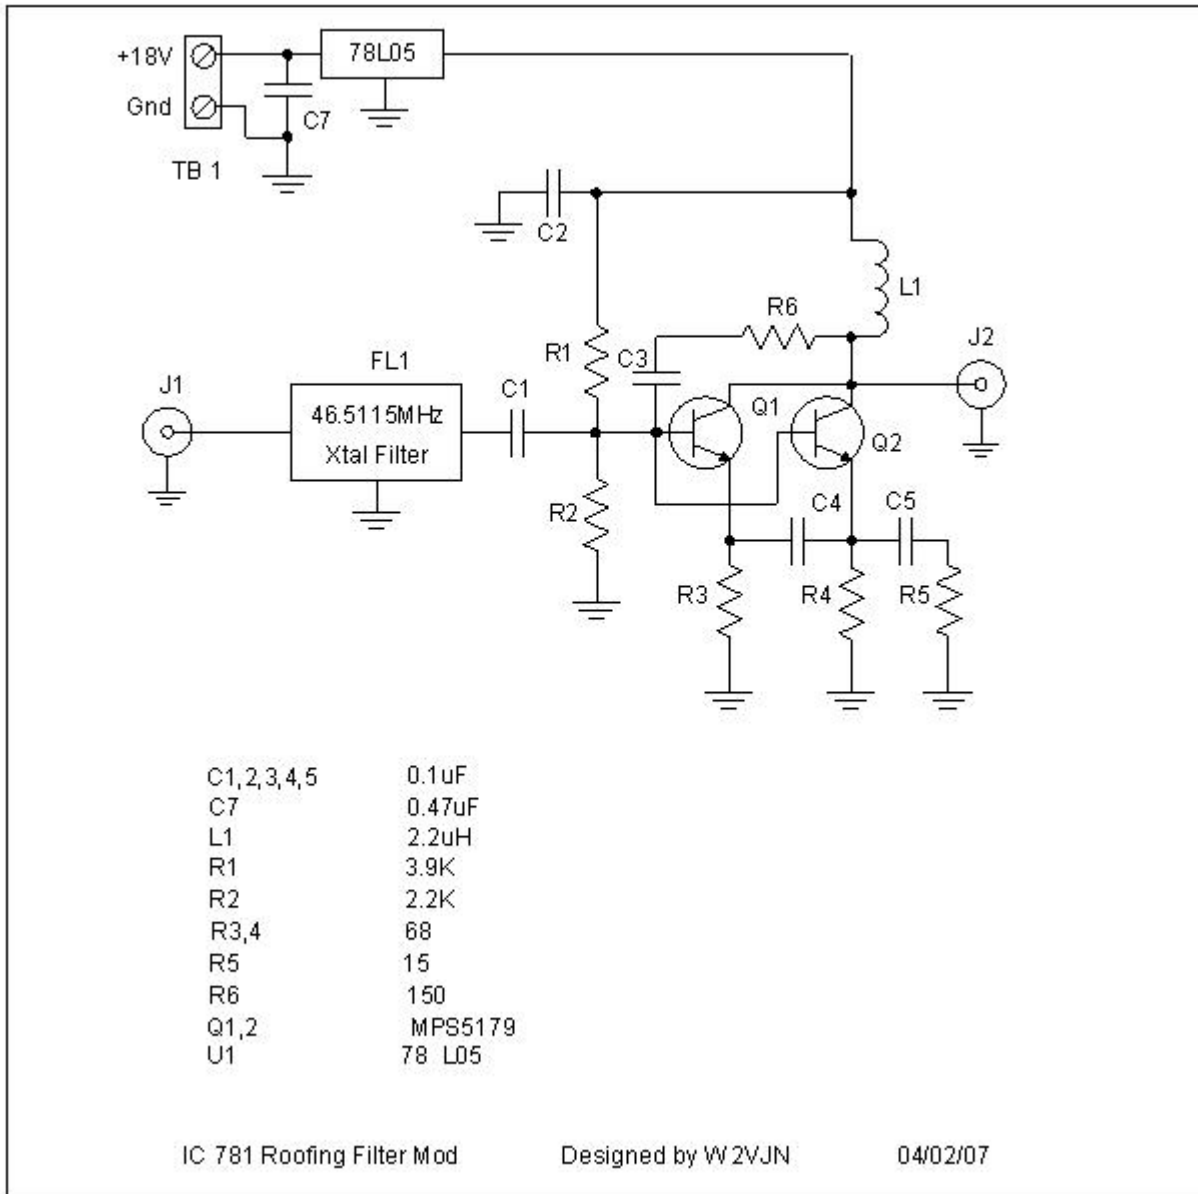 +18V
78L05
Gnd
C7
TB 1
C2
L1
R6
J2
R1
C3
FL1
J1
C1
Q1
46.5115MHz
Xtal Filter
Q2
R2
C4
C5
R3
R4
R5
C1,2,3,4,5 0.1uF
C7 0.47uF
L1 2.2uH
R1 3.9K
R2 2.2K
R3,4 68
R5 15
R6 150
Q1,2 MPS5179
U1 78 L05
IC 781 Roofing Filter Mod Designed by W2VJN 04/02/07